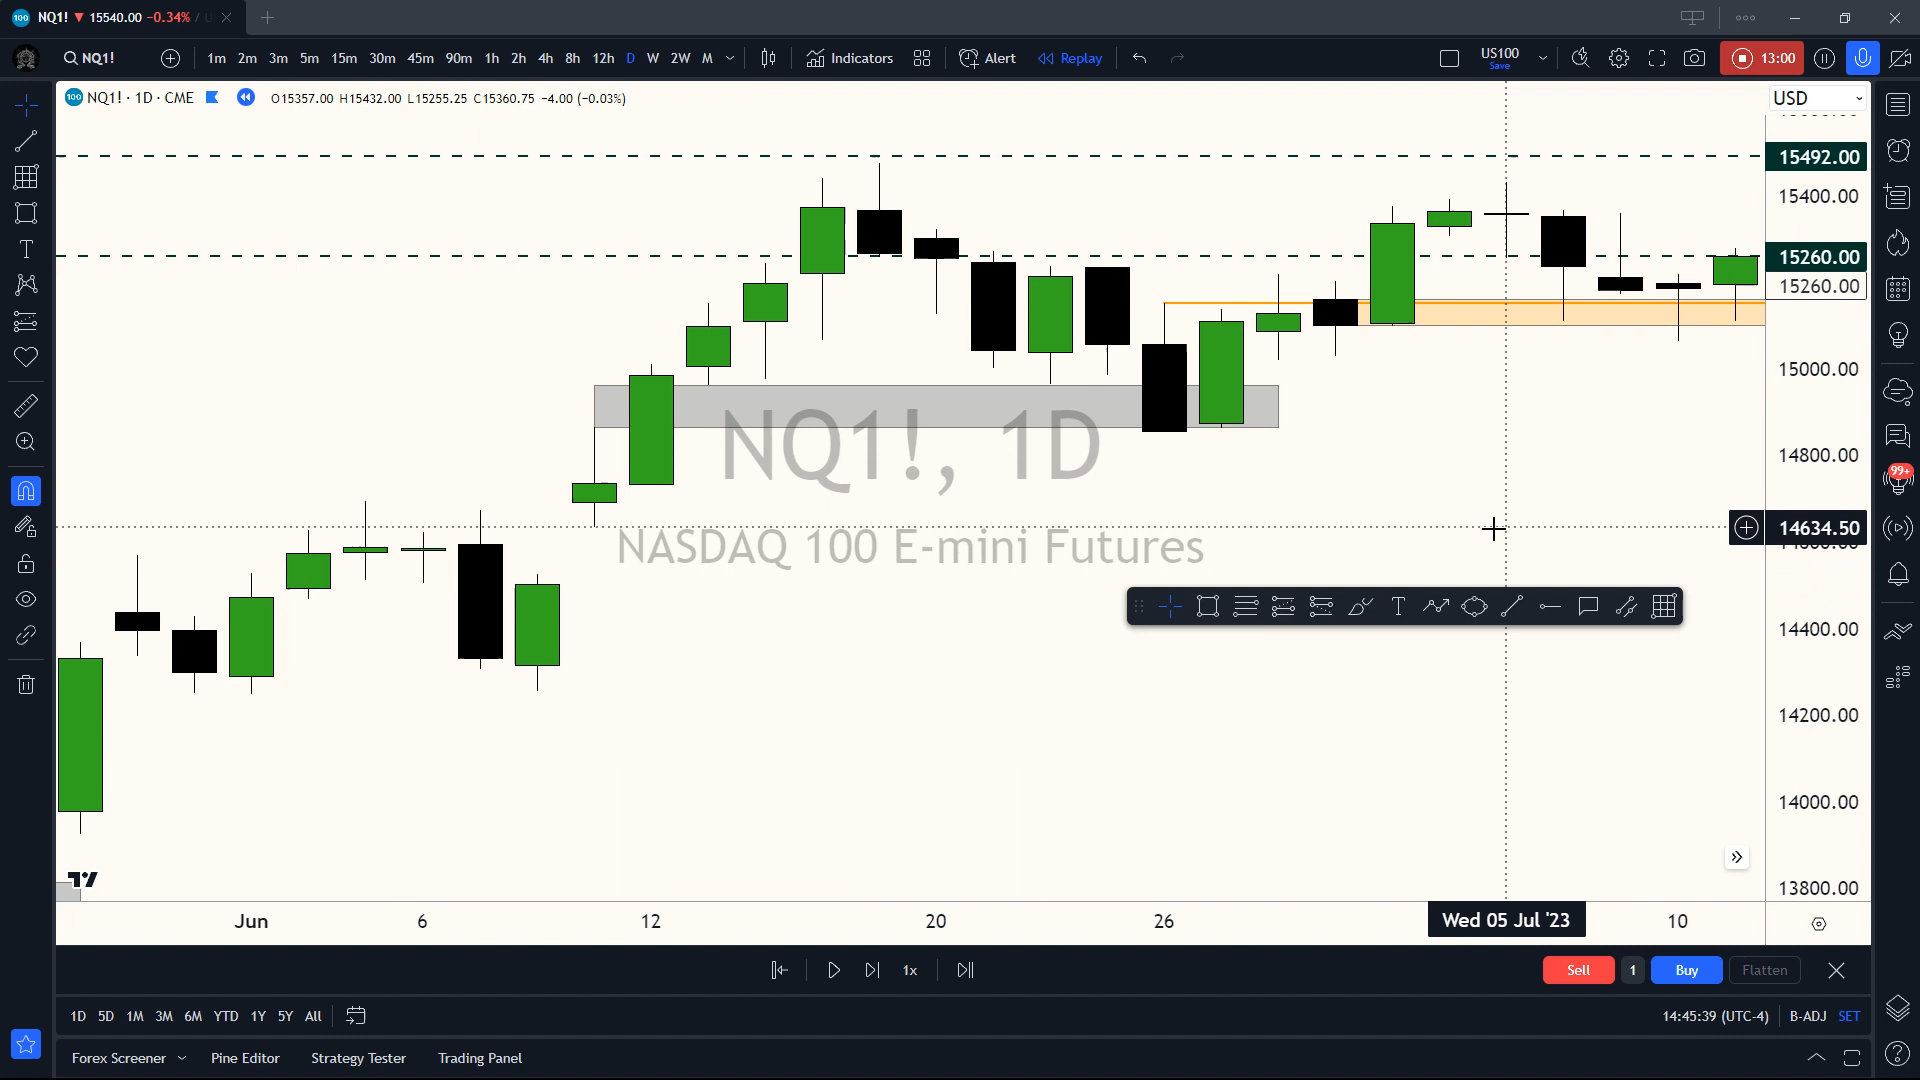 100 NQ1! ▼ 15540.00 −0.34% / U
NQ1! 1m 2m 3m 5m 15m 30m 45m 90m 1h 2h 4h 8h 12h D W 2W M Indicators Alert Replay US100 Save 13:00
100 NQ1! · 1D · CME O15357.00 H15432.00 L15255.25 C15360.75 −4.00 (−0.03%) USD
15492.00
15400.00
15260.00
15260.00
15000.00
14800.00
14634.50
14400.00
14200.00
14000.00
13800.00
NQ1!, 1D
NASDAQ 100 E-mini Futures
99+
Jun 6 12 20 26 Wed 05 Jul '23 10
1x Sell 1 Buy Flatten
1D 5D 1M 3M 6M YTD 1Y 5Y All 14:45:39 (UTC-4) B-ADJ SET
Forex Screener Pine Editor Strategy Tester Trading Panel